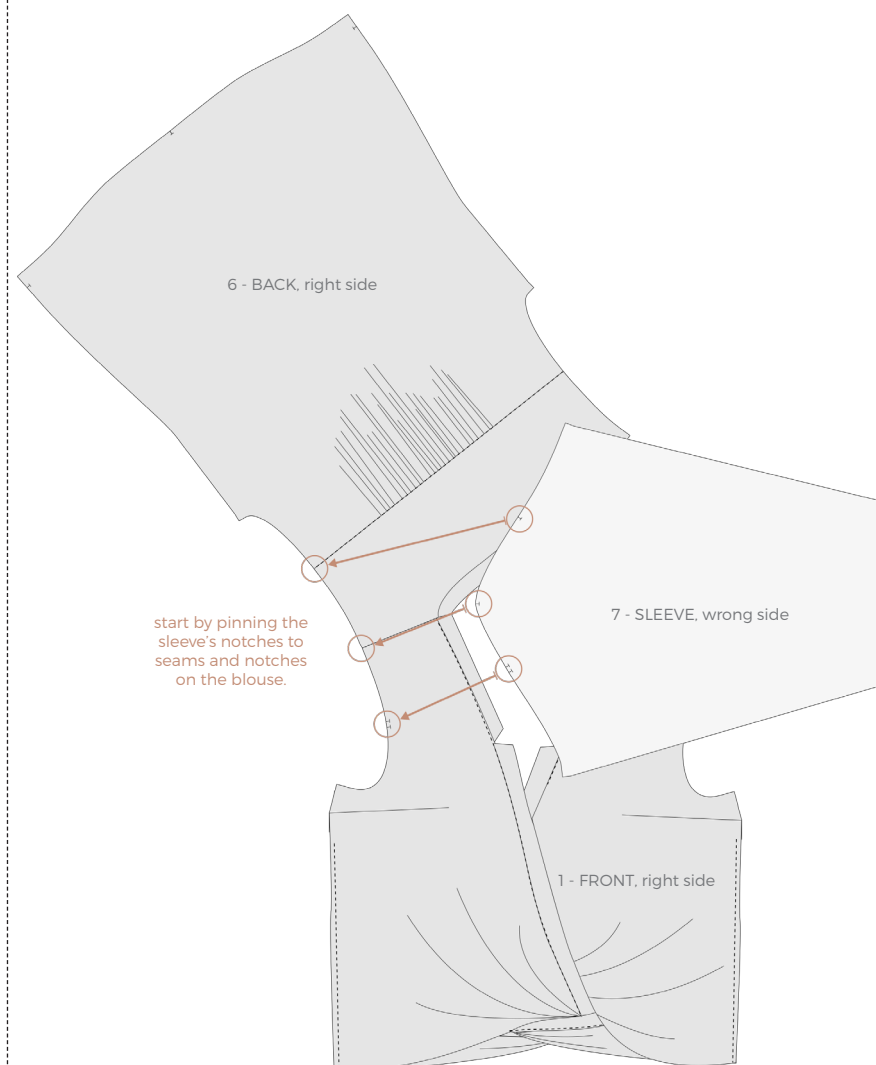 6 - BACK, right side
start by pinning the
sleeve's notches to
seams and notches
on the blouse.
7 - SLEEVE, wrong side
1 - FRONT, right side